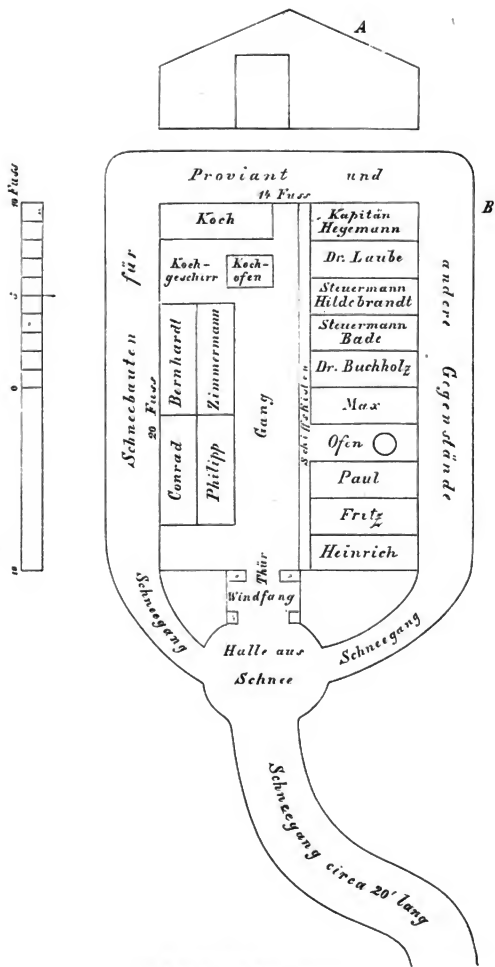 A
B
10 Fuss
5
0
10
Proviant und
14 Fuss
andere Gegenstände
Schneebauten für
20 Fuss
Koch
Koch-
geschirr
Koch-
ofen
Bernhardt
Zimmermann
Conrad
Philipp
Gang
Schiffskisten
Kapitän
Hegemann
Dr. Laube
Steuermann
Hildebrandt
Steuermann
Bade
Dr. Buchholz
Max
Ofen
Paul
Fritz
Heinrich
Thür
Windfang
Schneegang
Halle aus
Schnee
Schneegang
Schneegang circa 20' lang